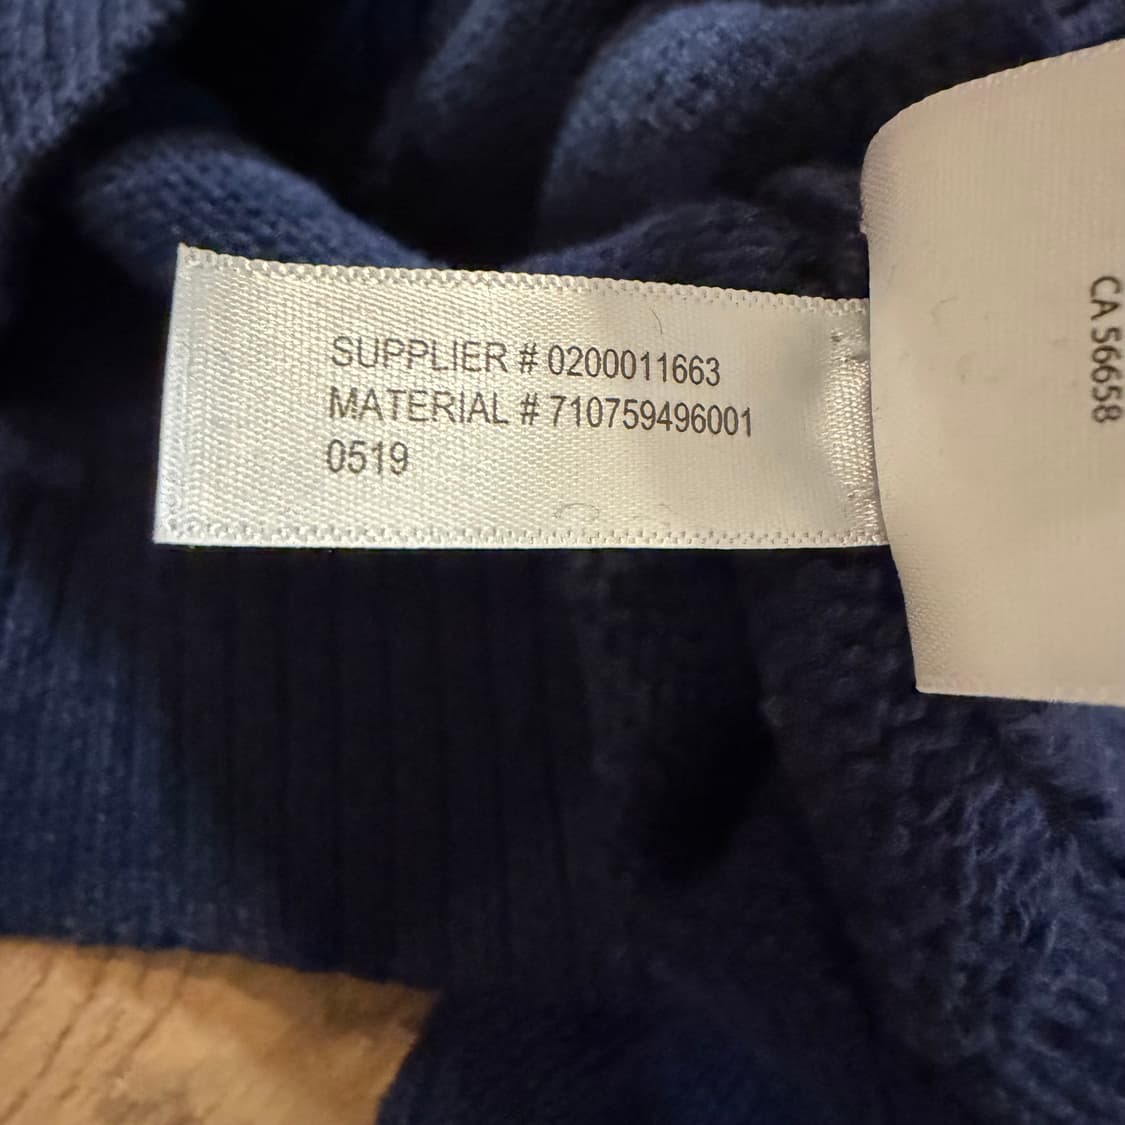 SUPPLIER # 0200011663
MATERIAL # 710759496001
0519
CA 56658